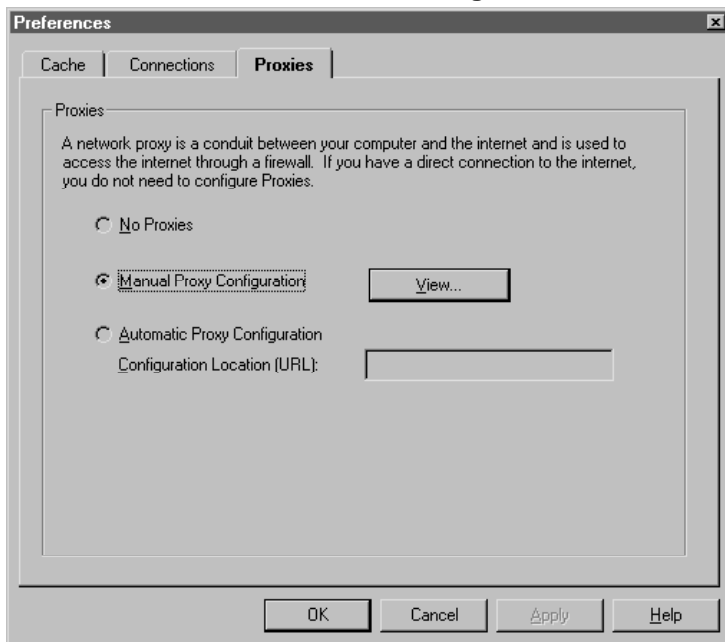 Preferences
Cache Connections Proxies
Proxies
A network proxy is a conduit between your computer and the internet and is used to
access the internet through a firewall. If you have a direct connection to the internet,
you do not need to configure Proxies.
No Proxies
Manual Proxy Configuration View...
Automatic Proxy Configuration
Configuration Location (URL):
OK Cancel Apply Help